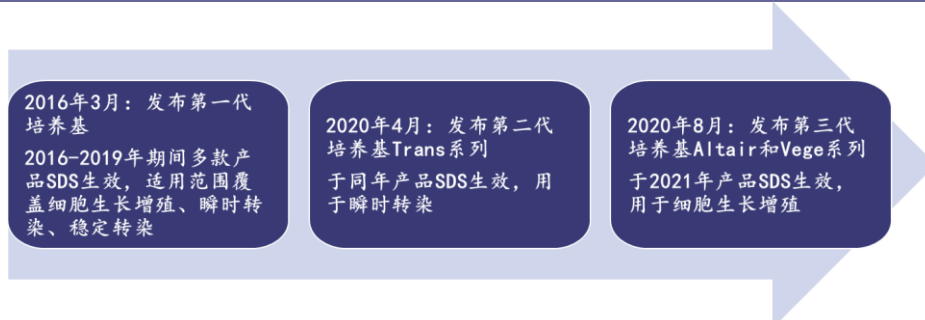 2016年3月：发布第一代
培养基
2016-2019年期间多款产
品SDS生效，适用范围覆
盖细胞生长增殖、瞬时转
染、稳定转染
2020年4月：发布第二代
培养基Trans系列
于同年产品SDS生效，用
于瞬时转染
2020年8月：发布第三代
培养基Altair和Vege系列
于2021年产品SDS生效，
用于细胞生长增殖